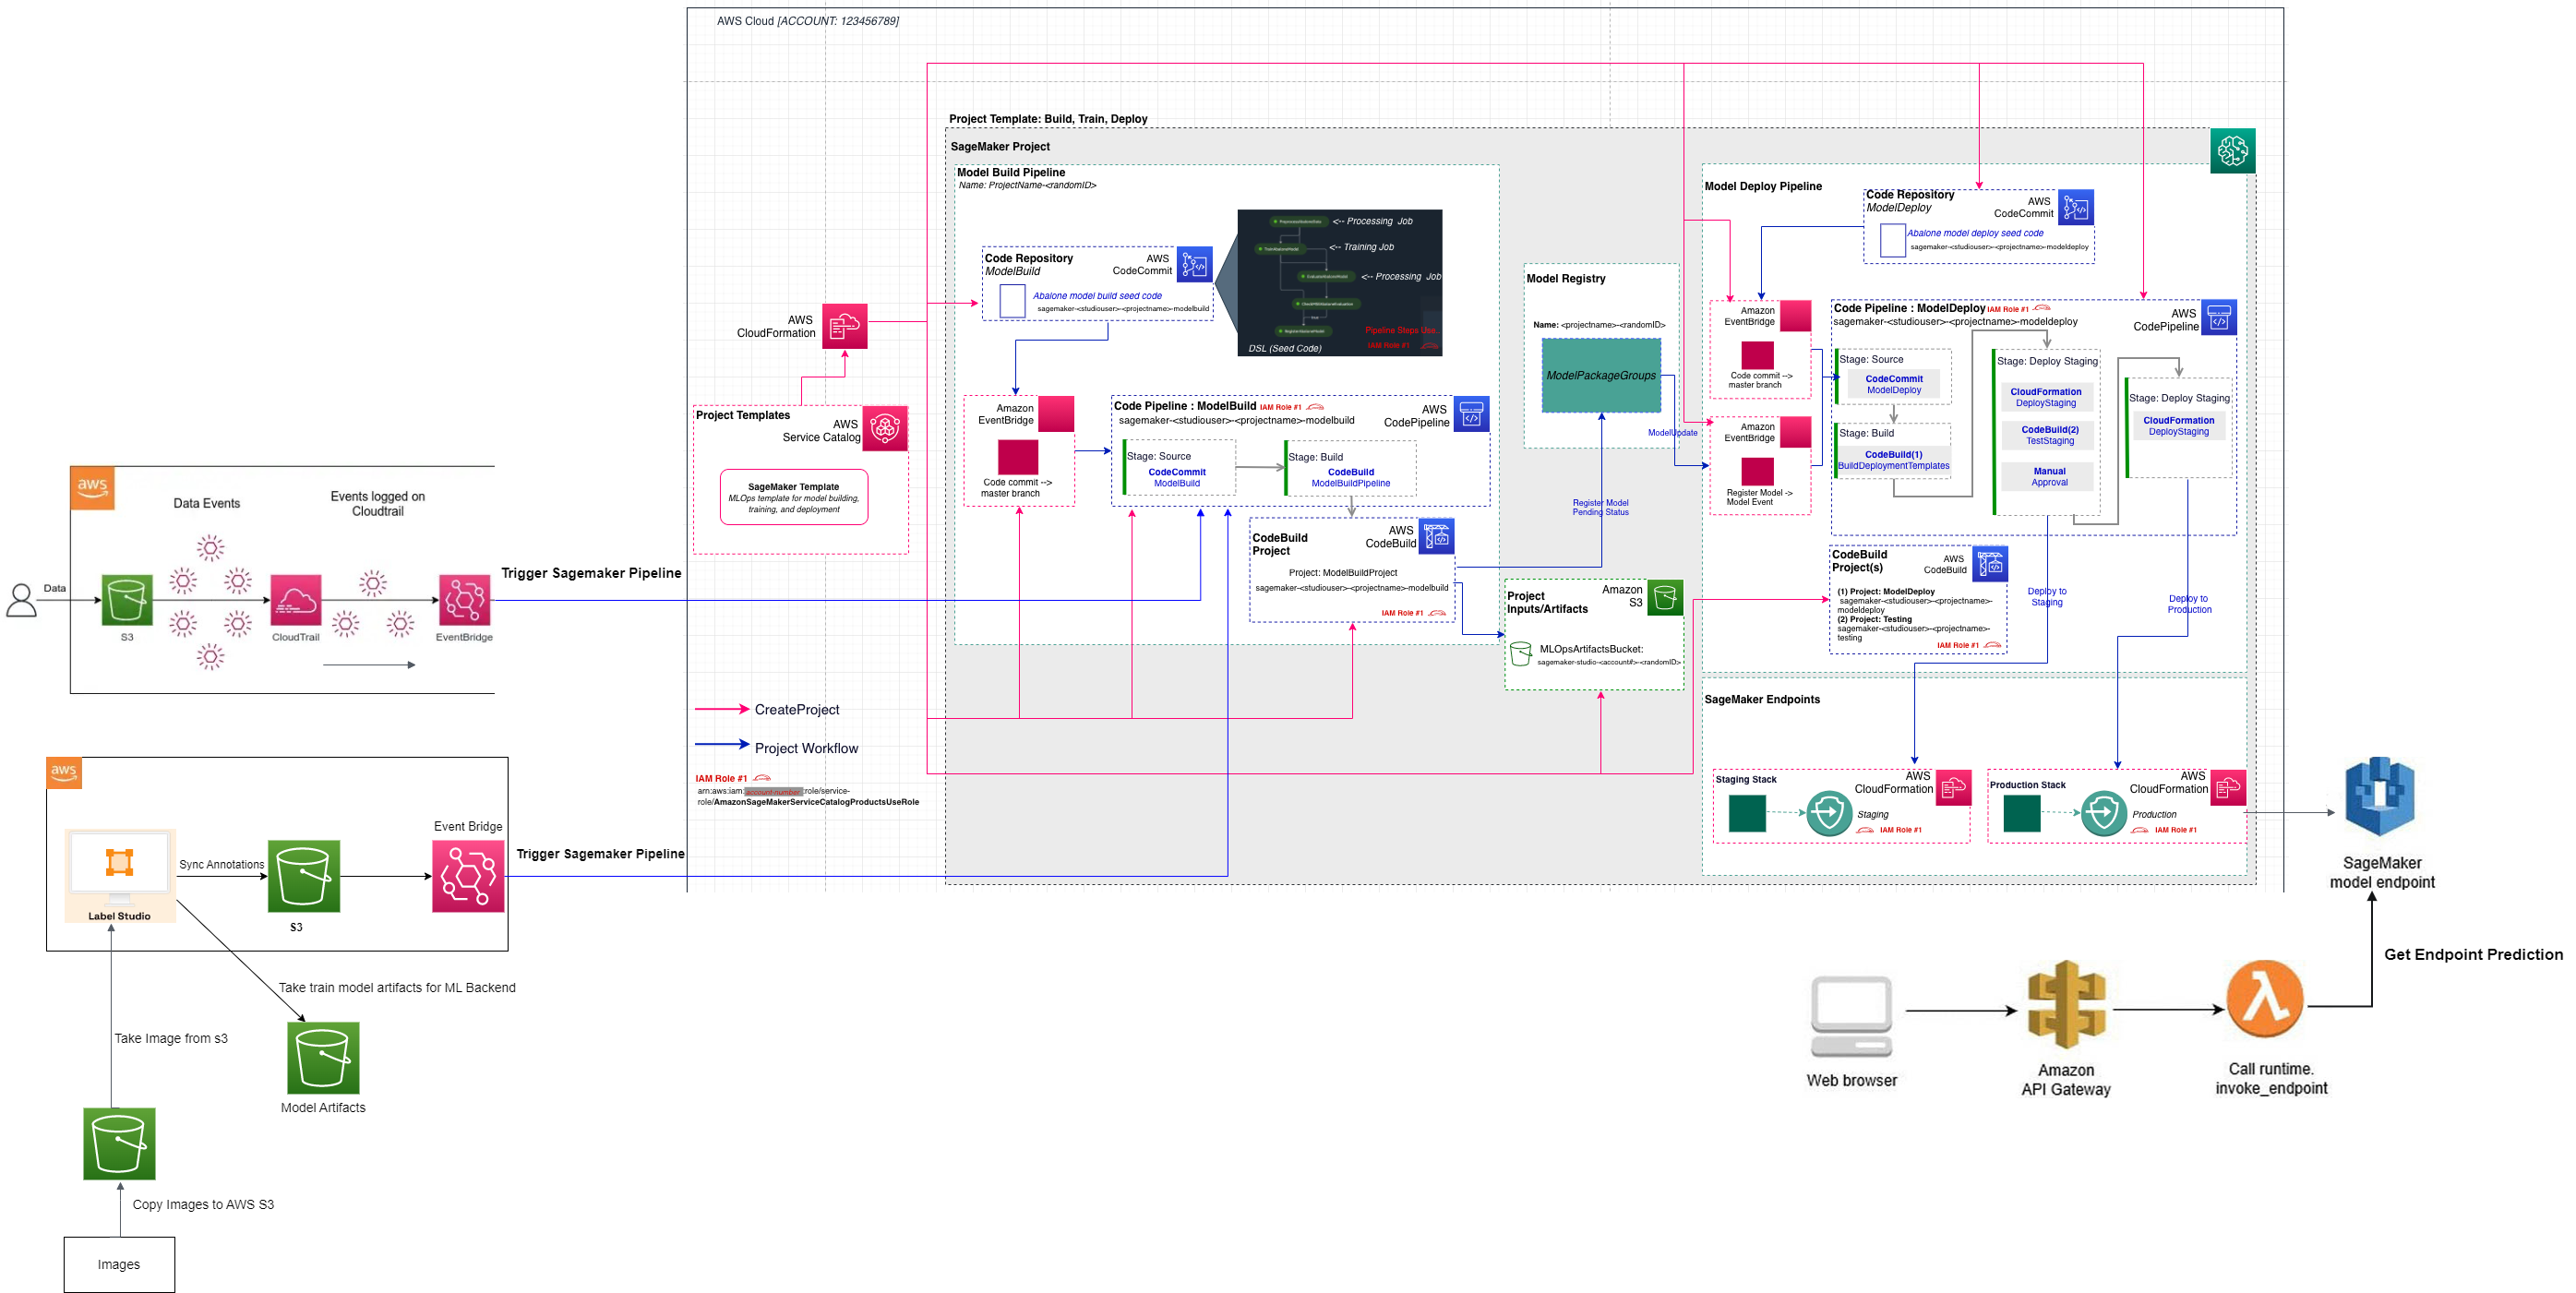 AWS Cloud [ACCOUNT: 123456789]
Project Template: Build, Train, Deploy
SageMaker Project
Model Build Pipeline
Name: ProjectName-<randomID>
Code Repository
ModelBuild
AWS
CodeCommit
Abalone model build seed code
sagemaker-<studiouser>-<projectname>-modelbuild
<-- Processing Job
<-- Training Job
<-- Processing Job
Pipeline Steps Use..
IAM Role #1
DSL (Seed Code)
AWS
CloudFormation
Project Templates
AWS
Service Catalog
SageMaker Template
MLOps template for model building,
training, and deployment
Amazon
EventBridge
Code commit -->
master branch
Code Pipeline : ModelBuild IAM Role #1
sagemaker-<studiouser>-<projectname>-modelbuild
AWS
CodePipeline
Stage: Source
CodeCommit
ModelBuild
Stage: Build
CodeBuild
ModelBuildPipeline
CodeBuild
Project
AWS
CodeBuild
Project: ModelBuildProject
sagemaker-<studiouser>-<projectname>-modelbuild
IAM Role #1
Model Registry
Name: <projectname>-<randomID>
ModelPackageGroups
ModelUpdate
Register Model
Pending Status
Project
Inputs/Artifacts
Amazon
S3
MLOpsArtifactsBucket:
sagemaker-studio-<account#>-<randomID>
Model Deploy Pipeline
Code Repository
ModelDeploy
AWS
CodeCommit
Abalone model deploy seed code
sagemaker-<studiouser>-<projectname>-modeldeploy
Amazon
EventBridge
Code commit -->
master branch
Amazon
EventBridge
Register Model ->
Model Event
Code Pipeline : ModelDeploy IAM Role #1
sagemaker-<studiouser>-<projectname>-modeldeploy
AWS
CodePipeline
Stage: Source
CodeCommit
ModelDeploy
Stage: Build
CodeBuild(1)
BuildDeploymentTemplates
Stage: Deploy Staging
CloudFormation
DeployStaging
CodeBuild(2)
TestStaging
Manual
Approval
Stage: Deploy Staging
CloudFormation
DeployStaging
CodeBuild
Project(s)
AWS
CodeBuild
(1) Project: ModelDeploy
sagemaker-<studiouser>-<projectname>-
modeldeploy
(2) Project: Testing
sagemaker-<studiouser>-<projectname>-
testing
IAM Role #1
Deploy to
Staging
Deploy to
Production
SageMaker Endpoints
Staging Stack
AWS
CloudFormation
Staging
IAM Role #1
Production Stack
AWS
CloudFormation
Production
IAM Role #1
aws
Data Events
Events logged on
Cloudtrail
Data
S3
CloudTrail
EventBridge
Trigger Sagemaker Pipeline
CreateProject
Project Workflow
IAM Role #1
arn:aws:iam:account-number:role/service-
role/AmazonSageMakerServiceCatalogProductsUseRole
aws
Label Studio
Sync Annotations
S3
Event Bridge
Trigger Sagemaker Pipeline
Take train model artifacts for ML Backend
Take Image from s3
Model Artifacts
Copy Images to AWS S3
Images
SageMaker
model endpoint
Get Endpoint Prediction
Web browser
Amazon
API Gateway
Call runtime.
invoke_endpoint